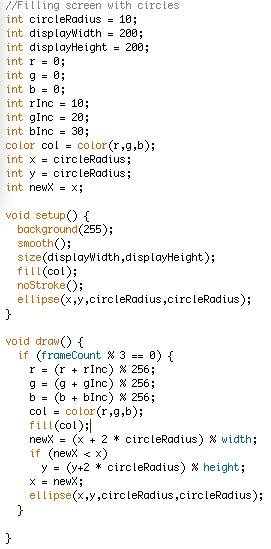 //Filling screen with circles
int circleRadius = 10;
int displayWidth = 200;
int displayHeight = 200;
int r = 0;
int g = 0;
int b = 0;
int rInc = 10;
int gInc = 20;
int bInc = 30;
color col = color(r,g,b);
int x = circleRadius;
int y = circleRadius;
int newX = x;

void setup() {
  background(255);
  smooth();
  size(displayWidth,displayHeight);
  fill(col);
  noStroke();
  ellipse(x,y,circleRadius,circleRadius);
}

void draw() {
  if (frameCount % 3 == 0) {
    r = (r + rInc) % 256;
    g = (g + gInc) % 256;
    b = (b + bInc) % 256;
    col = color(r,g,b);
    fill(col);
    newX = (x + 2 * circleRadius) % width;
    if (newX < x)
      y = (y+2 * circleRadius) % height;
    x = newX;
    ellipse(x,y,circleRadius,circleRadius);
  }

}